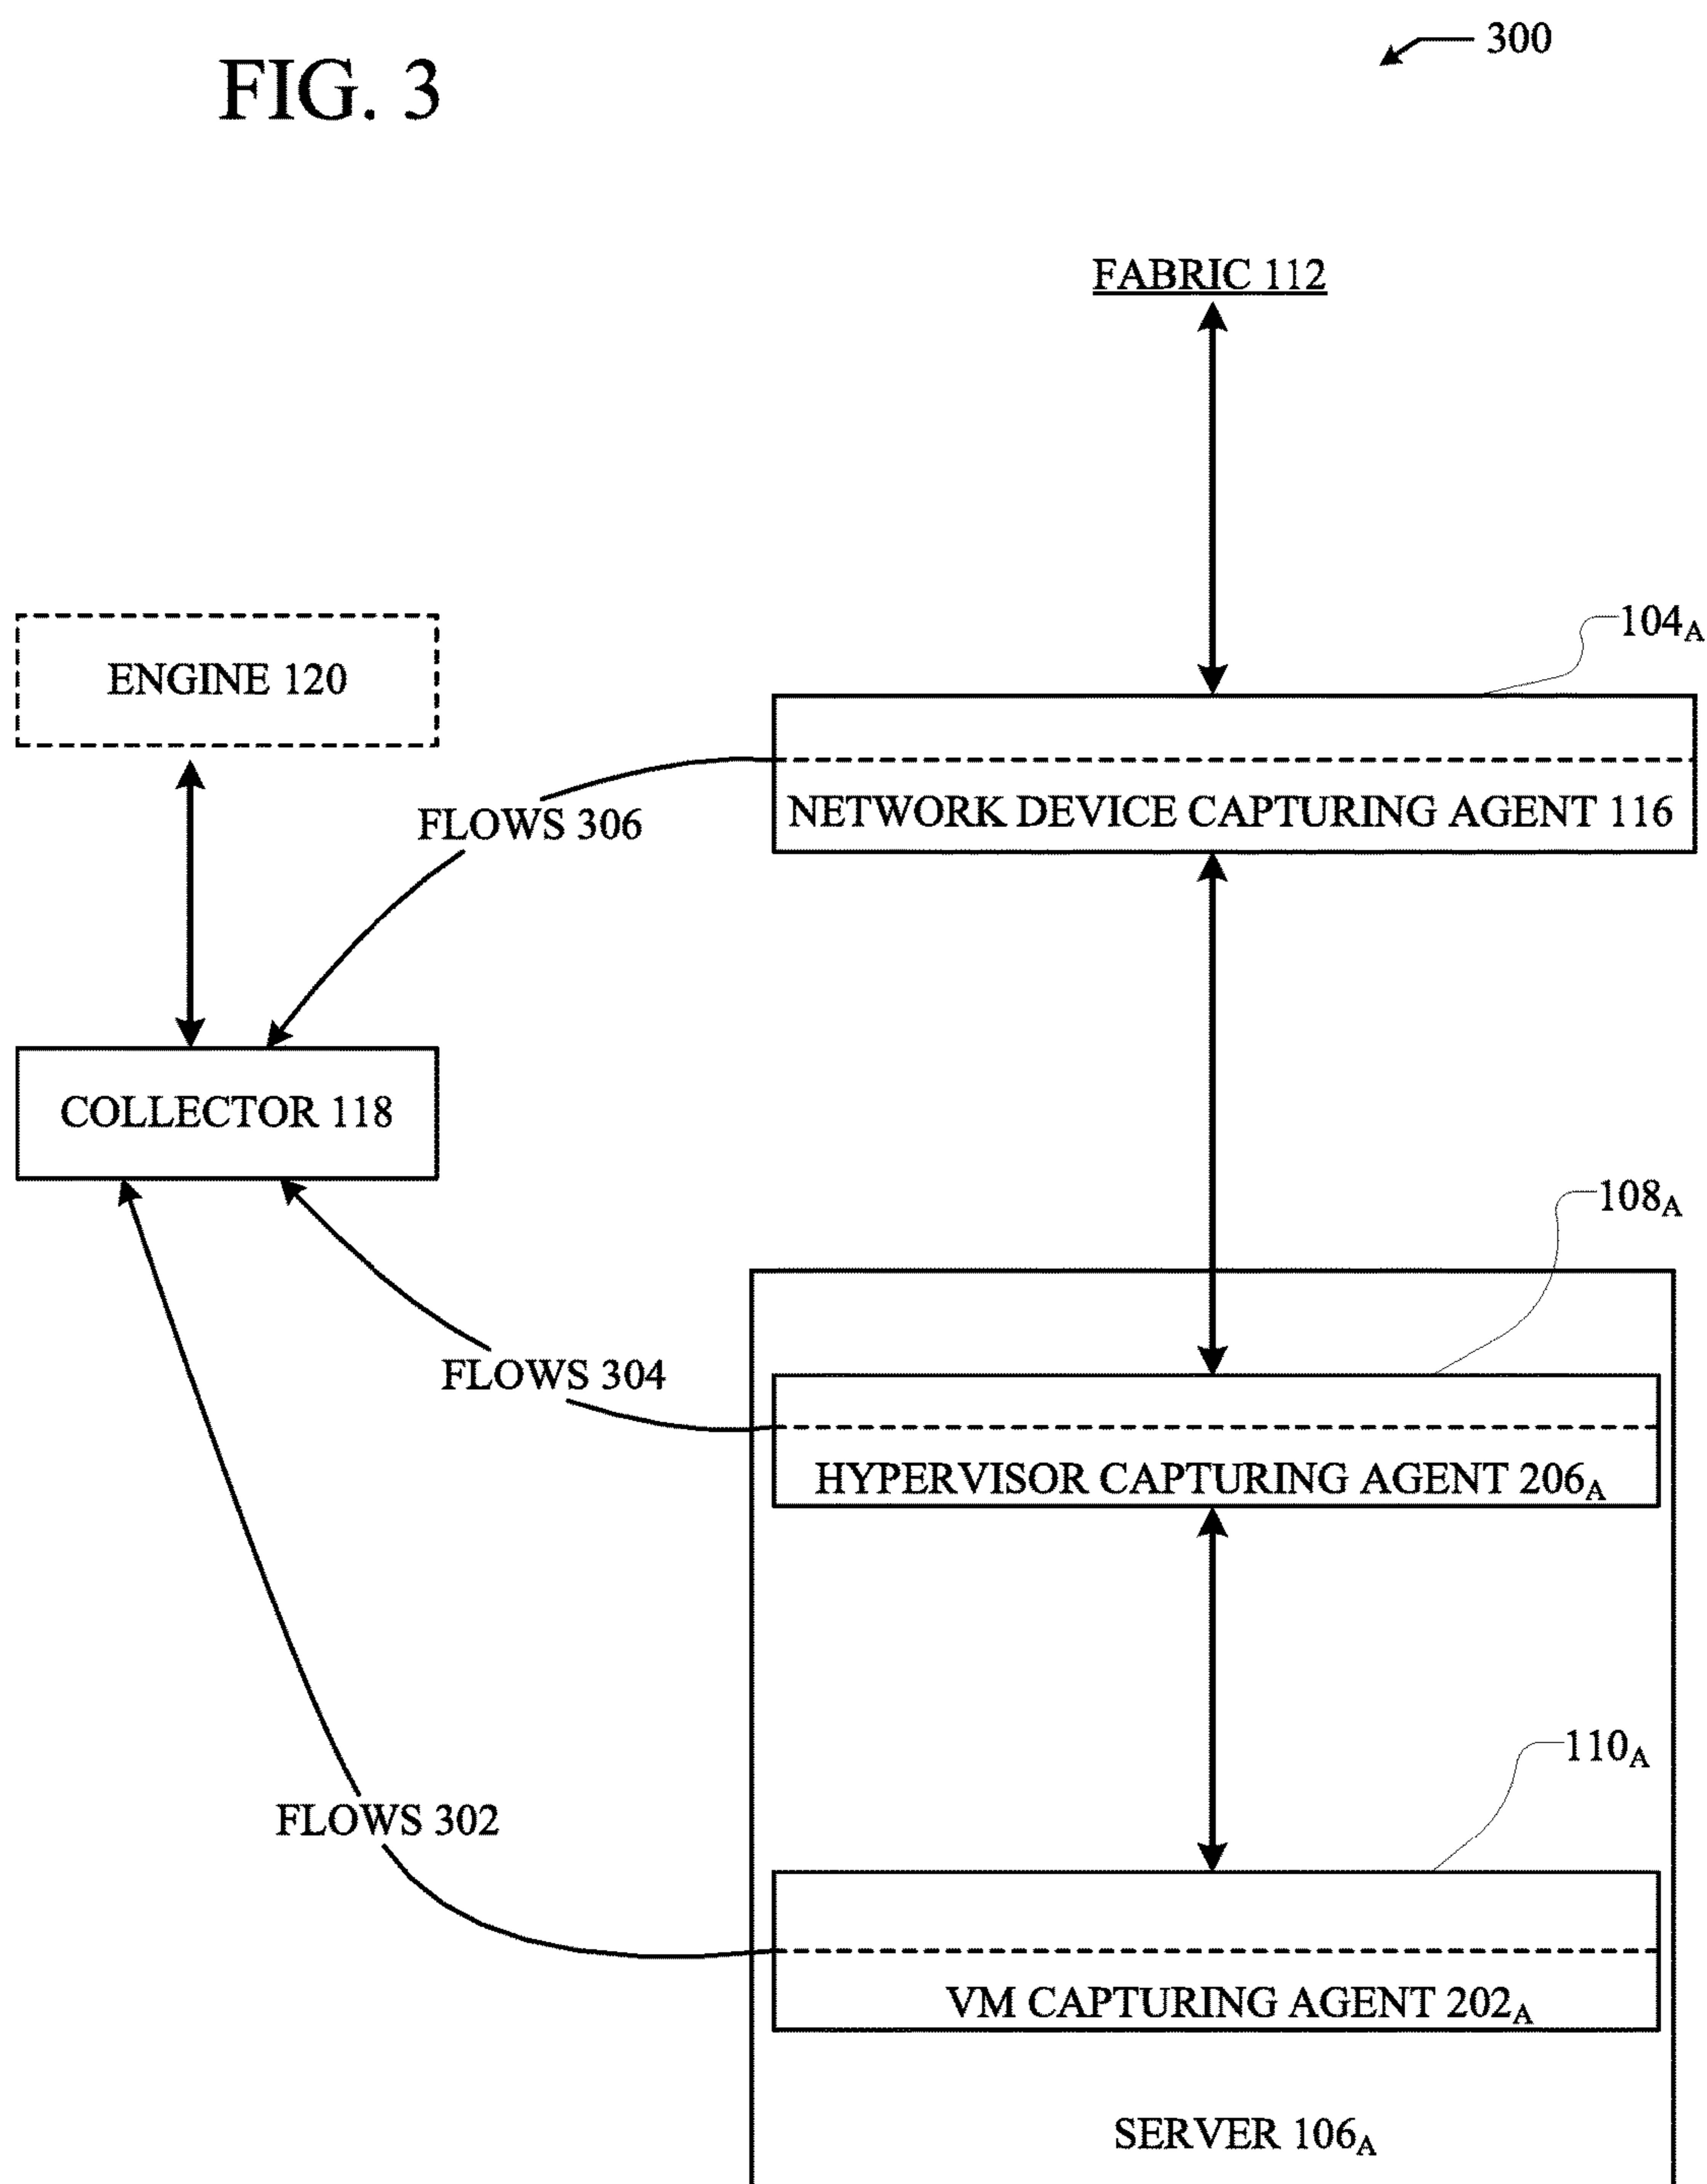 FIG. 3
300
FABRIC 112
104A
ENGINE 120
NETWORK DEVICE CAPTURING AGENT 116
FLOWS 306
COLLECTOR 118
108A
FLOWS 304
HYPERVISOR CAPTURING AGENT 206A
110A
FLOWS 302
VM CAPTURING AGENT 202A
SERVER 106A